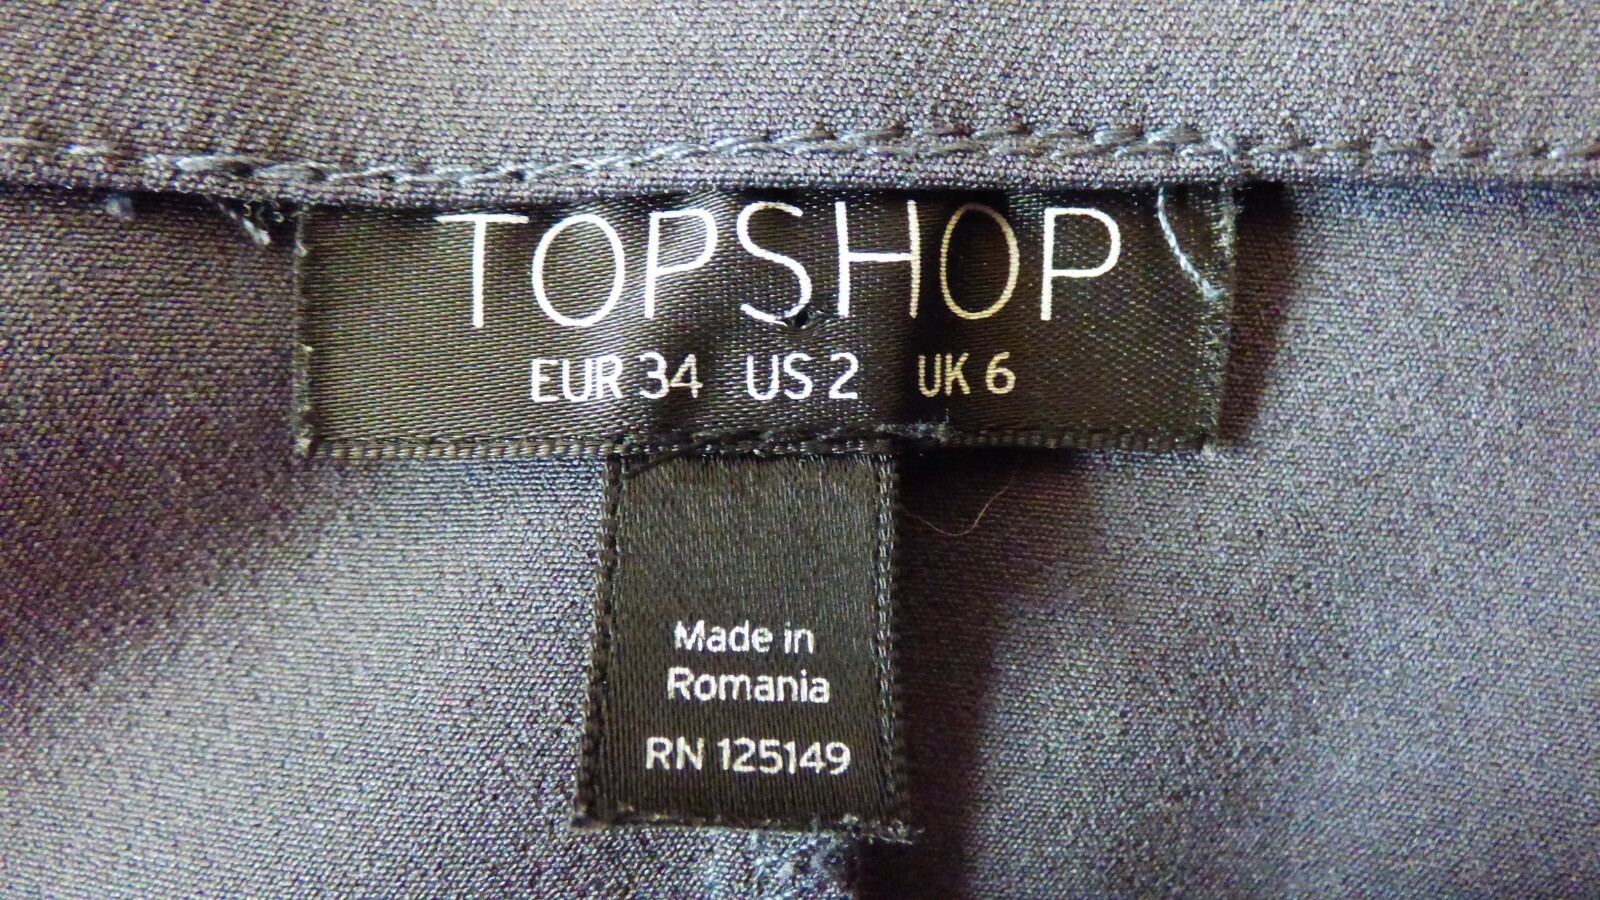 TOPSHOP
EUR 34 US 2 UK 6
Made in
Romania
RN 125149